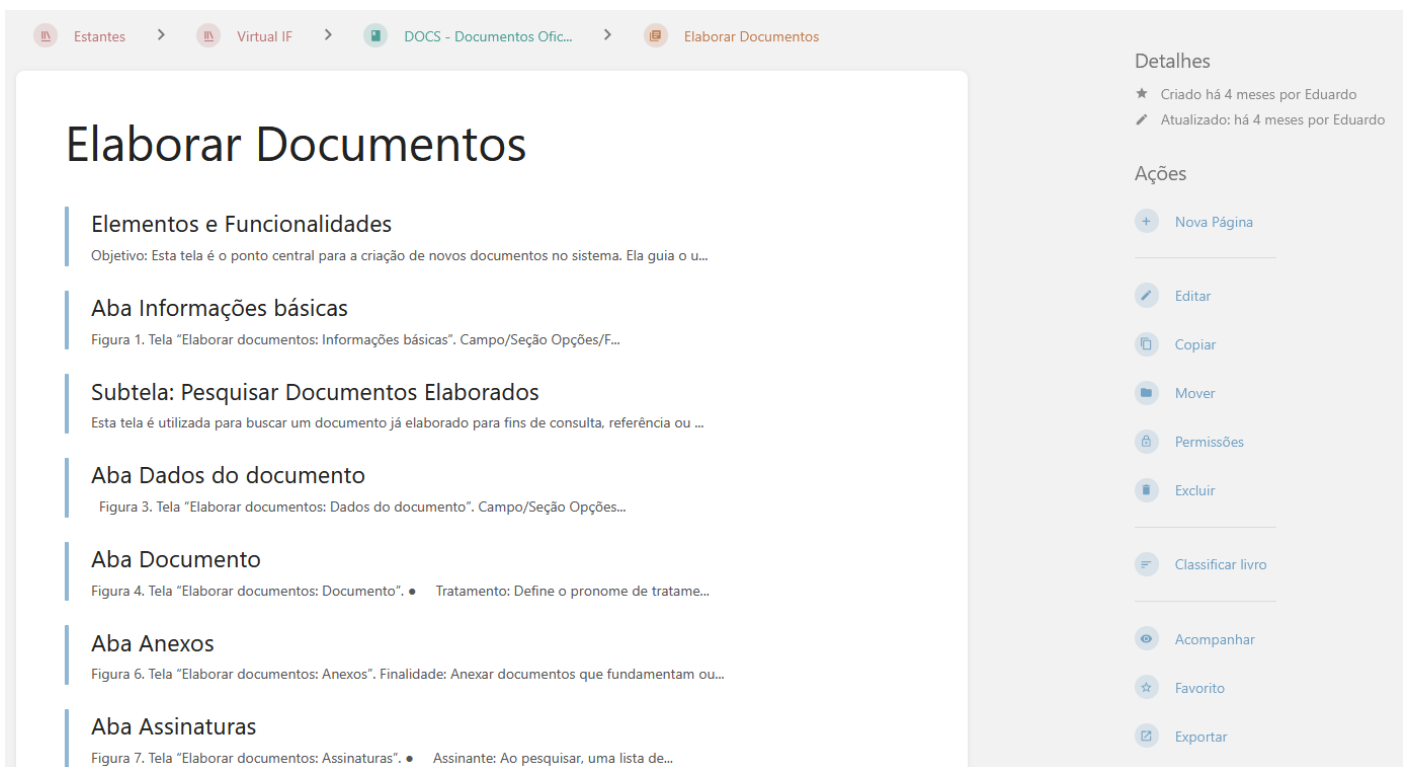 Estantes > Virtual IF > DOCS - Documentos Ofic... > Elaborar Documentos
Elaborar Documentos
Elementos e Funcionalidades
Objetivo: Esta tela é o ponto central para a criação de novos documentos no sistema. Ela guia o u...
Aba Informações básicas
Figura 1. Tela “Elaborar documentos: Informações básicas”. Campo/Seção Opções/F...
Subtela: Pesquisar Documentos Elaborados
Esta tela é utilizada para buscar um documento já elaborado para fins de consulta, referência ou ...
Aba Dados do documento
Figura 3. Tela “Elaborar documentos: Dados do documento”. Campo/Seção Opções...
Aba Documento
Figura 4. Tela “Elaborar documentos: Documento”. ● Tratamento: Define o pronome de tratame...
Aba Anexos
Figura 6. Tela “Elaborar documentos: Anexos”. Finalidade: Anexar documentos que fundamentam ou...
Aba Assinaturas
Figura 7. Tela “Elaborar documentos: Assinaturas”. ● Assinante: Ao pesquisar, uma lista de...
Detalhes
Criado há 4 meses por Eduardo
Atualizado: há 4 meses por Eduardo
Ações
Nova Página
Editar
Copiar
Mover
Permissões
Excluir
Classificar livro
Acompanhar
Favorito
Exportar